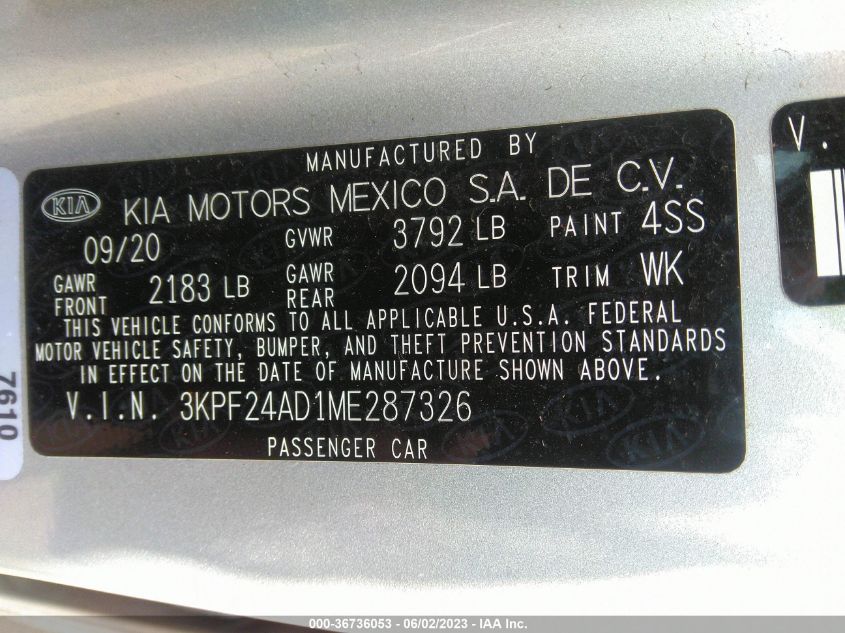 MANUFACTURED BY
KIA KIA MOTORS MEXICO S.A. DE C.V.
09/20 GVWR 3792 LB PAINT 4SS
GAWR FRONT 2183 LB GAWR REAR 2094 LB TRIM WK
THIS VEHICLE CONFORMS TO ALL APPLICABLE U.S.A. FEDERAL
MOTOR VEHICLE SAFETY, BUMPER, AND THEFT PREVENTION STANDARDS
IN EFFECT ON THE DATE OF MANUFACTURE SHOWN ABOVE.
V.I.N. 3KPF24AD1ME287326
PASSENGER CAR
V.
7610
000-36736053 - 06/02/2023 - IAA Inc.